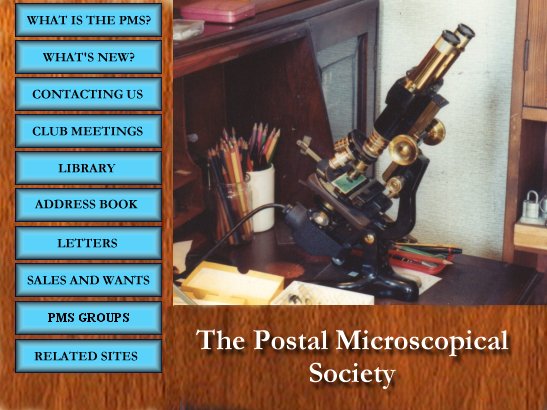 WHAT IS THE PMS?
WHAT'S NEW?
CONTACTING US
CLUB MEETINGS
LIBRARY
ADDRESS BOOK
LETTERS
SALES AND WANTS
PMS GROUPS
RELATED SITES
The Postal Microscopical
Society